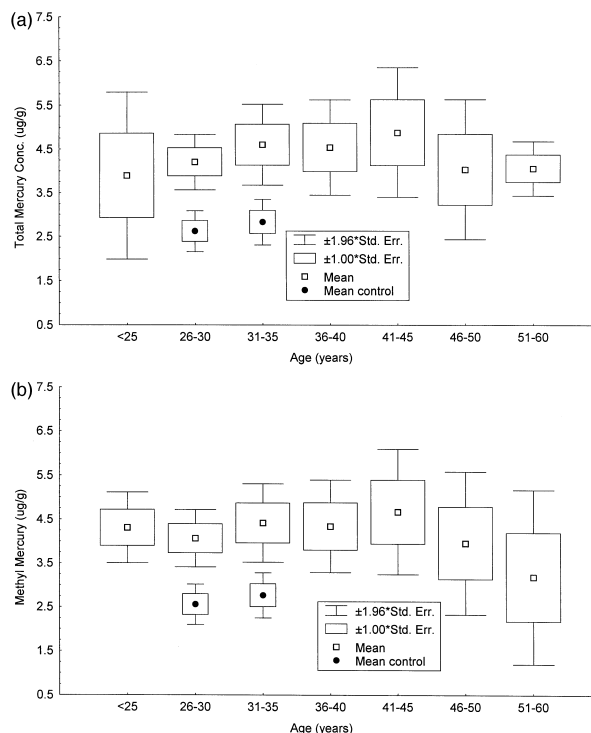 (a)
7.5
6.5
5.5
4.5
3.5
2.5
1.5
0.5
Total Mercury Conc. (ug/g)
±1.96*Std. Err.
±1.00*Std. Err.
Mean
Mean control
<25 26-30 31-35 36-40 41-45 46-50 51-60
Age (years)
(b)
7.5
6.5
5.5
4.5
3.5
2.5
1.5
0.5
Methyl Mercury (ug/g)
±1.96*Std. Err.
±1.00*Std. Err.
Mean
Mean control
<25 26-30 31-35 36-40 41-45 46-50 51-60
Age (years)